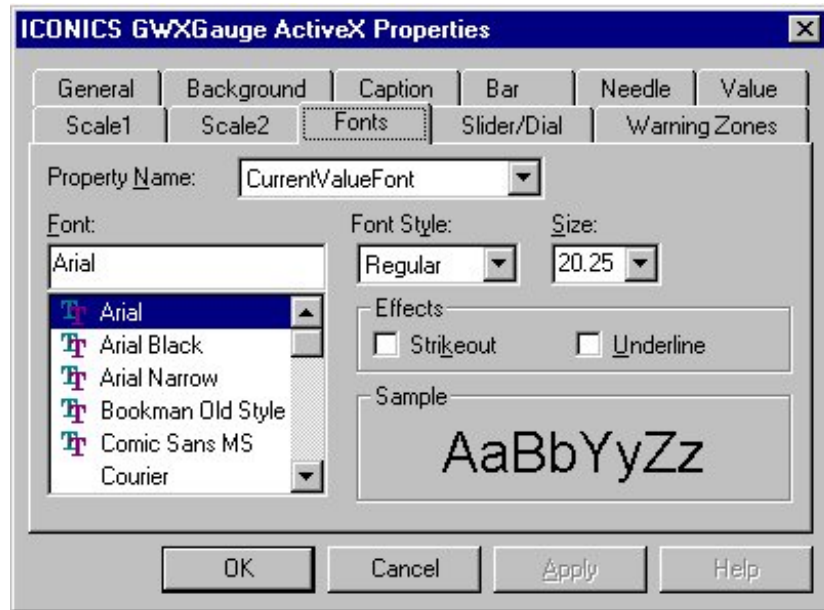 ICONICS GWXGauge ActiveX Properties
General Background Caption Bar Needle Value
Scale1 Scale2 Fonts Slider/Dial Warning Zones
Property Name: CurrentValueFont
Font: Font Style: Size:
Arial Regular 20.25
Arial
Arial Black
Arial Narrow
Bookman Old Style
Comic Sans MS
Courier
Effects
Strikeout Underline
Sample
AaBbYyZz
OK Cancel Apply Help